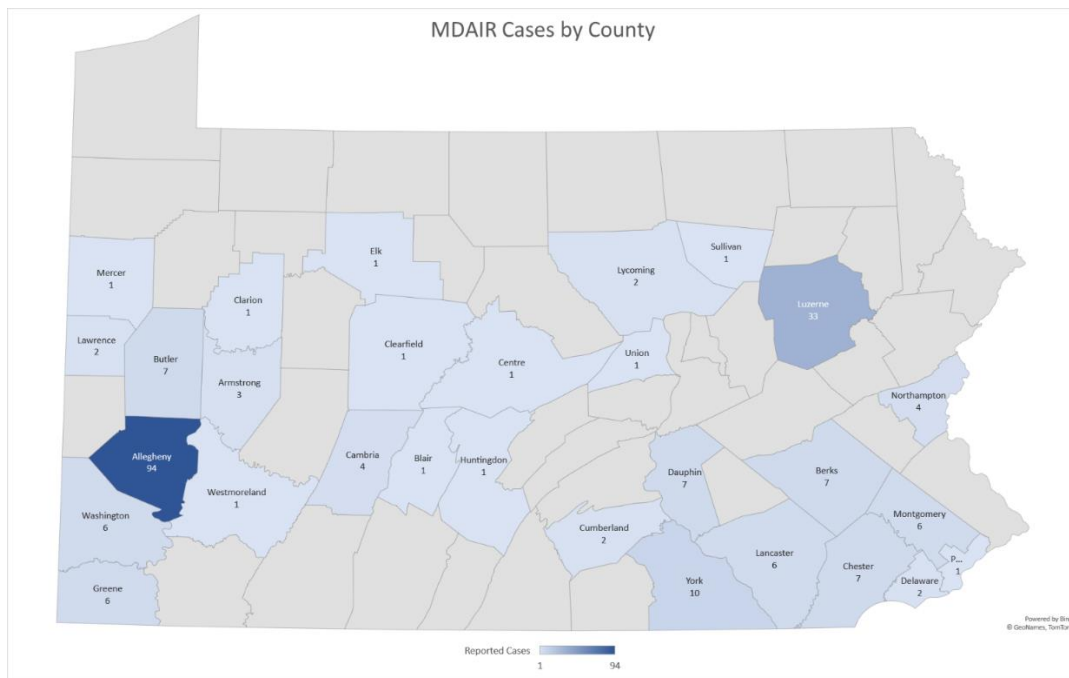 MDAIR Cases by County
Elk
1
Sullivan
1
Mercer
1
Lycoming
2
Clarion
1
Luzerne
33
Lawrence
2
Butler
7
Clearfield
1
Centre
1
Union
1
Armstrong
3
Northampton
4
Allegheny
94
Cambria
4
Blair
1
Huntingdon
1
Dauphin
7
Berks
7
Westmoreland
1
Washington
6
Cumberland
2
Montgomery
6
Lancaster
6
Chester
7
P...
1
Delaware
2
Greene
6
York
10
Powered by Bin
© GeoNames, TomTo
Reported Cases
1
94